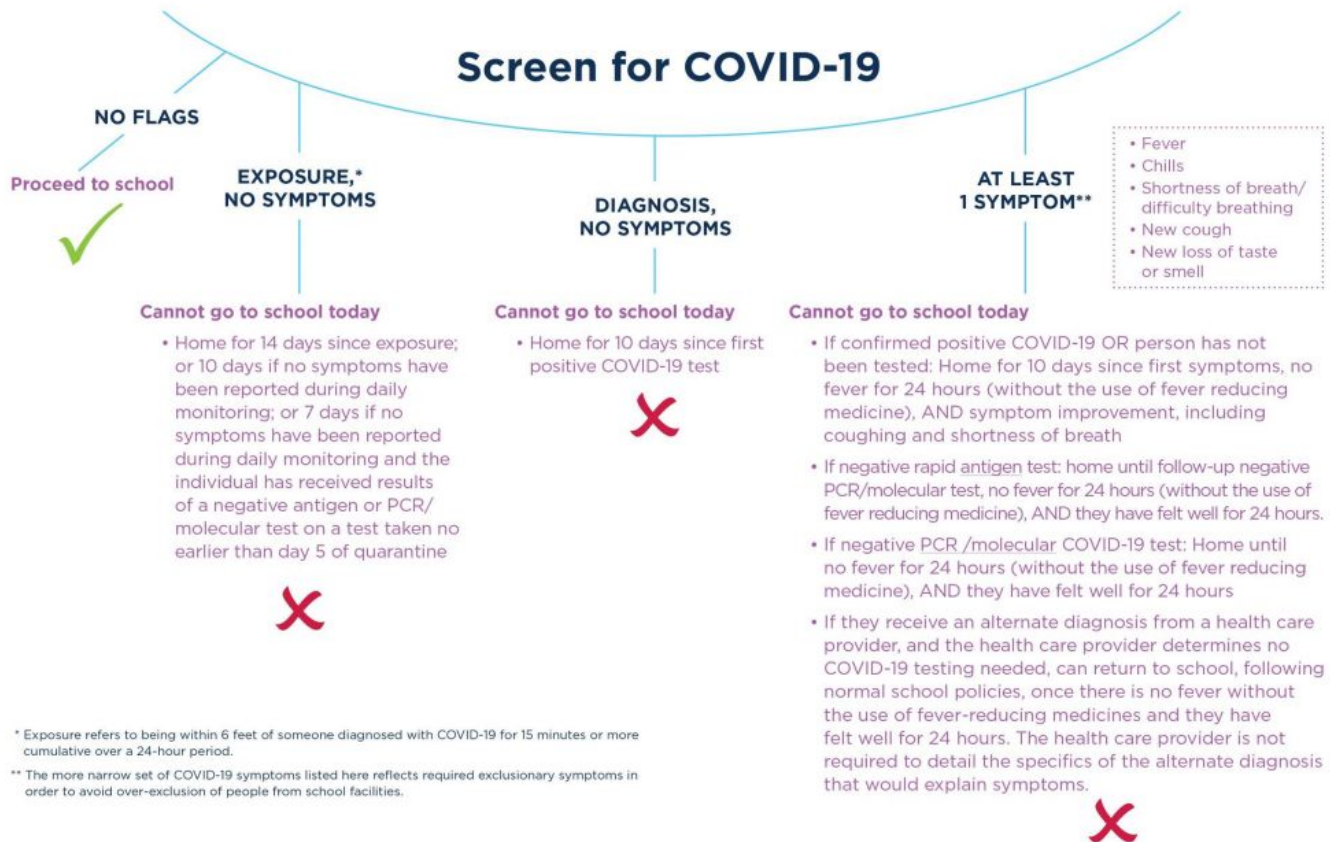 Screen for COVID-19
NO FLAGS
Proceed to school
EXPOSURE,*
NO SYMPTOMS
Cannot go to school today
• Home for 14 days since exposure;
or 10 days if no symptoms have
been reported during daily
monitoring; or 7 days if no
symptoms have been reported
during daily monitoring and the
individual has received results
of a negative antigen or PCR/
molecular test on a test taken no
earlier than day 5 of quarantine
DIAGNOSIS,
NO SYMPTOMS
Cannot go to school today
• Home for 10 days since first
positive COVID-19 test
AT LEAST
1 SYMPTOM**
• Fever
• Chills
• Shortness of breath/
difficulty breathing
• New cough
• New loss of taste
or smell
Cannot go to school today
• If confirmed positive COVID-19 OR person has not
been tested: Home for 10 days since first symptoms, no
fever for 24 hours (without the use of fever reducing
medicine), AND symptom improvement, including
coughing and shortness of breath
• If negative rapid antigen test: home until follow-up negative
PCR/molecular test, no fever for 24 hours (without the use of
fever reducing medicine), AND they have felt well for 24 hours.
• If negative PCR /molecular COVID-19 test: Home until
no fever for 24 hours (without the use of fever reducing
medicine), AND they have felt well for 24 hours
• If they receive an alternate diagnosis from a health care
provider, and the health care provider determines no
COVID-19 testing needed, can return to school, following
normal school policies, once there is no fever without
the use of fever-reducing medicines and they have
felt well for 24 hours. The health care provider is not
required to detail the specifics of the alternate diagnosis
that would explain symptoms.
* Exposure refers to being within 6 feet of someone diagnosed with COVID-19 for 15 minutes or more
cumulative over a 24-hour period.
** The more narrow set of COVID-19 symptoms listed here reflects required exclusionary symptoms in
order to avoid over-exclusion of people from school facilities.